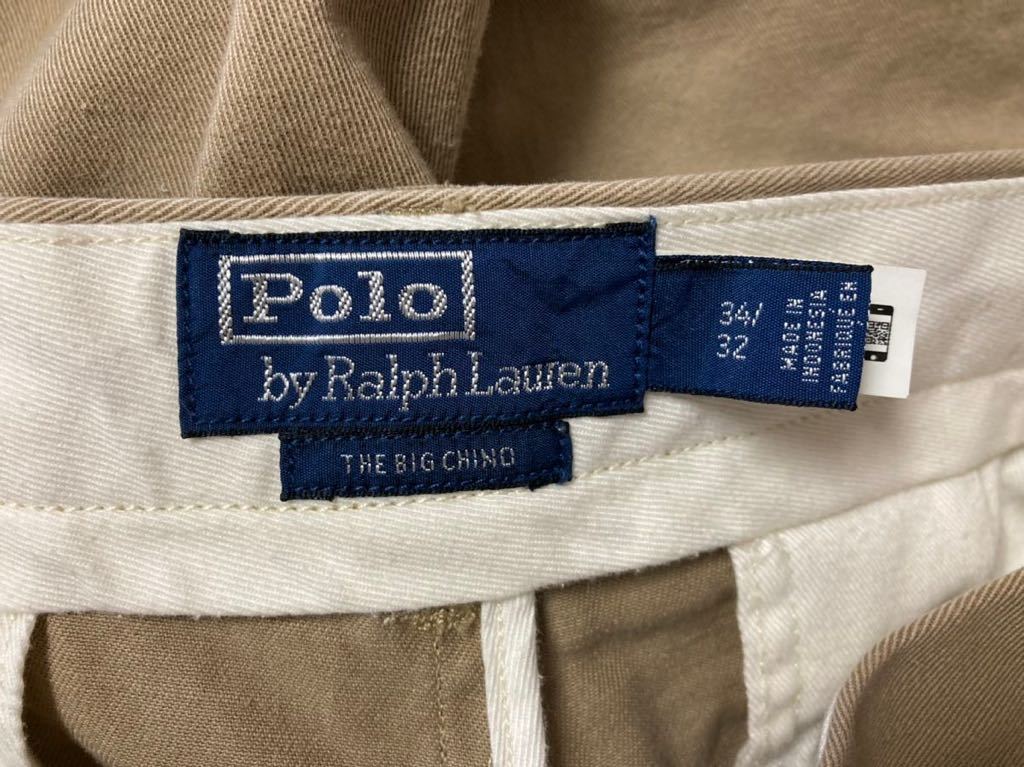 Polo
by Ralph Lauren
THE BIG CHINO
34/
32
MADE IN
INDONESIA
FABRIQUÉ EN